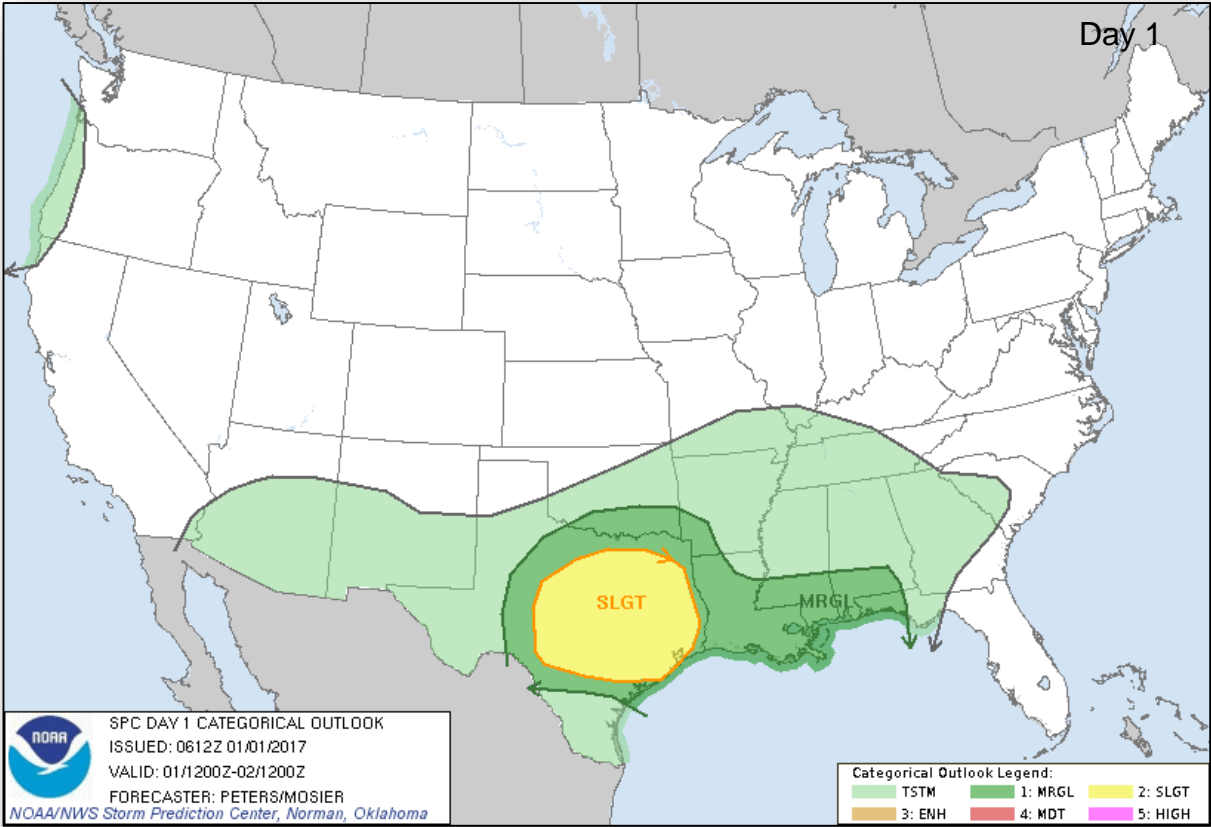 Day 1
SLGT
MRGL
NOAA
SPC DAY 1 CATEGORICAL OUTLOOK
ISSUED: 0612Z 01/01/2017
VALID: 01/1200Z-02/1200Z
FORECASTER: PETERS/MOSIER
NOAA/NWS Storm Prediction Center, Norman, Oklahoma
Categorical Outlook Legend:
TSTM 1: MRGL 2: SLGT
3: ENH 4: MDT 5: HIGH